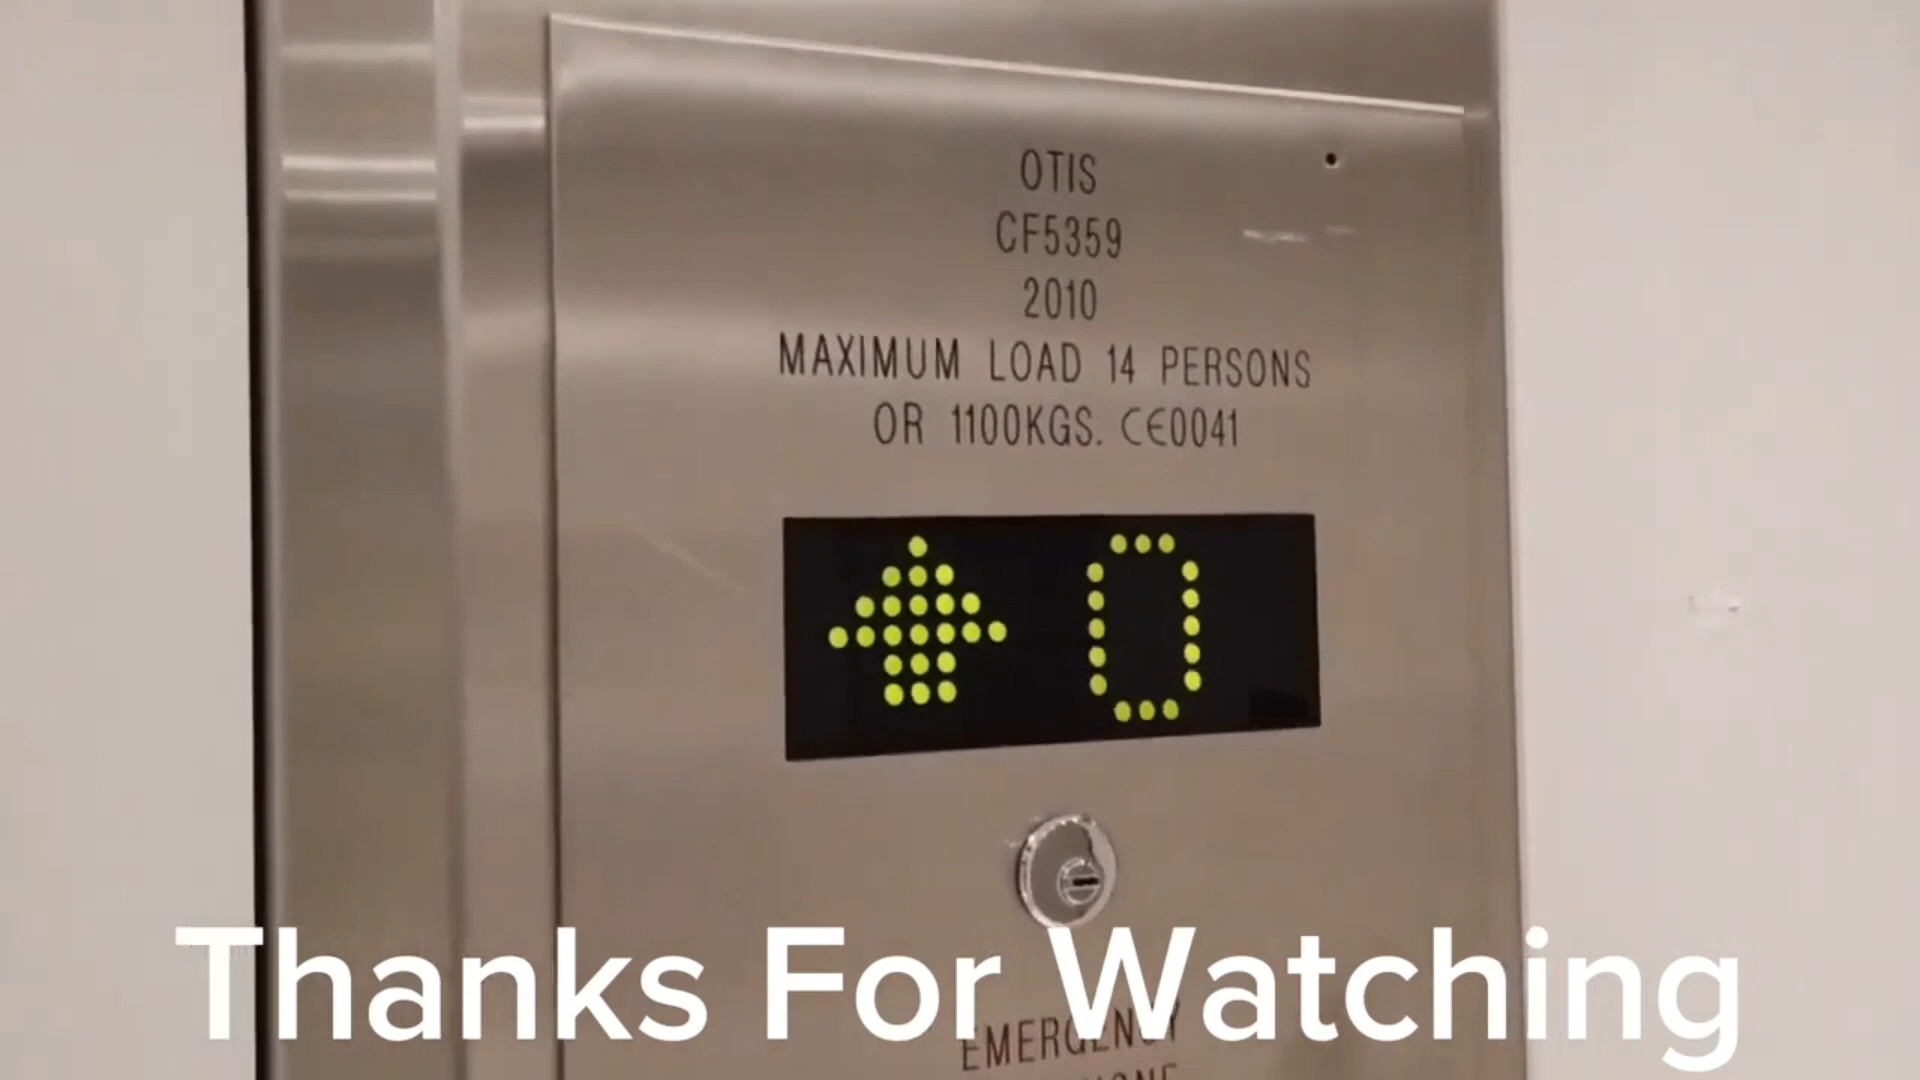 OTIS
CF5359
2010
MAXIMUM LOAD 14 PERSONS
OR 1100KGS. CE0041
0
Thanks For Watching
EMERGENCY